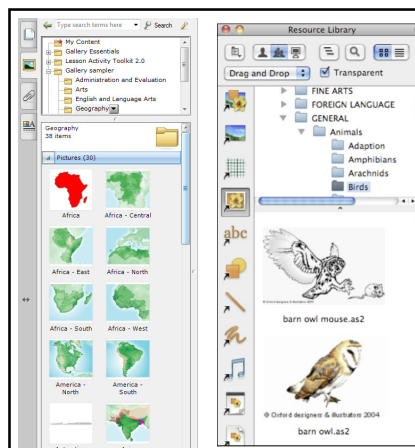 Type search terms here
Search
My Content
Gallery Essentials
Lesson Activity Toolkit 2.0
Gallery sampler
Administration and Evaluation
Arts
English and Language Arts
Geography
Geography
38 items
Pictures (30)
Africa
Africa - Central
Africa - East
Africa - North
Africa - South
Africa - West
America -
North
America -
South
Resource Library
Drag and Drop
Transparent
FINE ARTS
FOREIGN LANGUAGE
GENERAL
Animals
Adaption
Amphibians
Arachnids
Birds
abc
barn owl mouse.as2
© Oxford designers & illustrators 2004
barn owl.as2